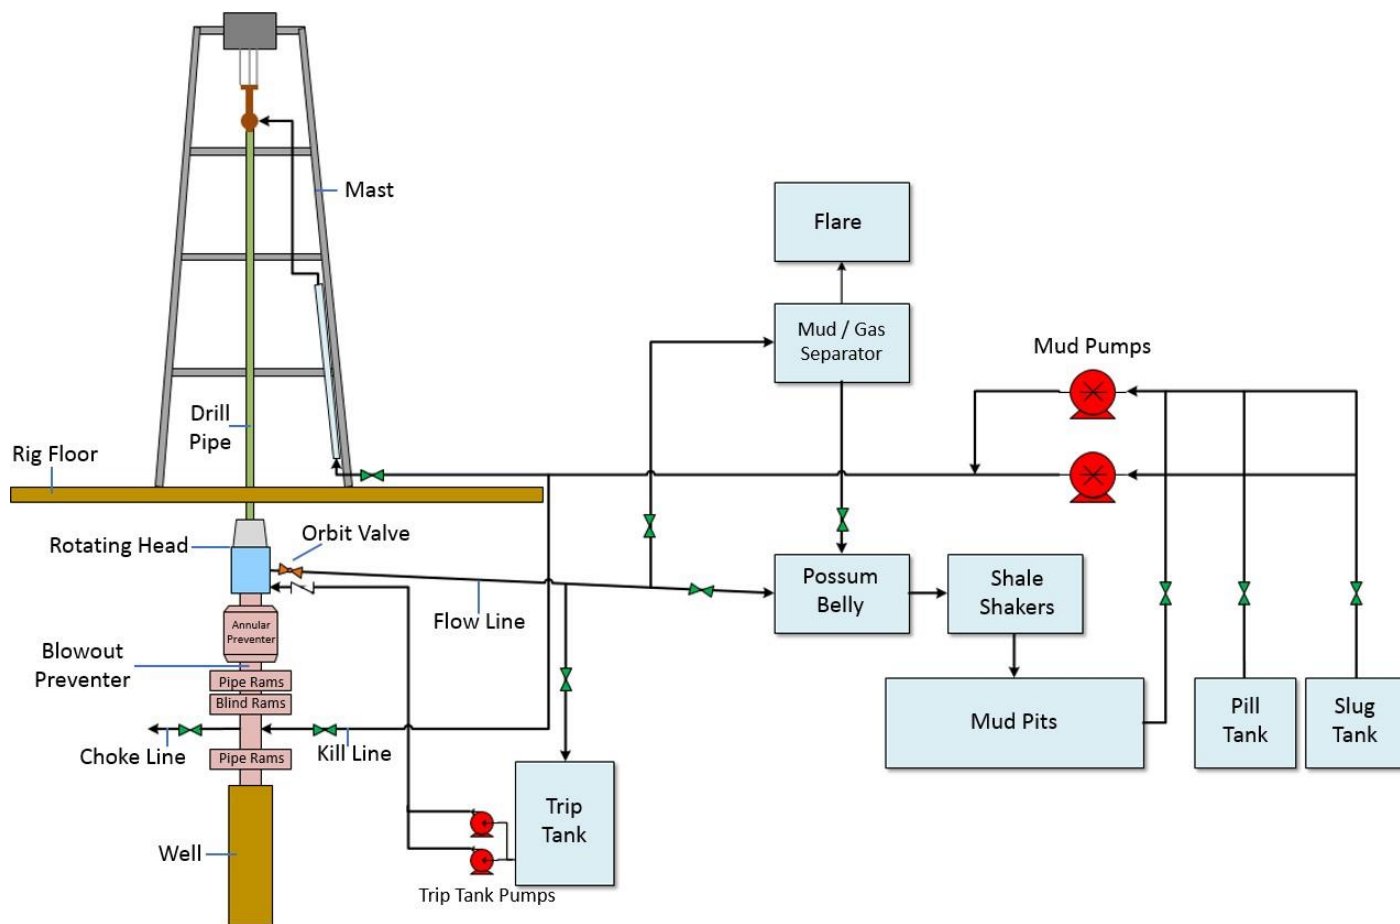 Mast
Flare
Mud / Gas
Separator
Mud Pumps
Drill
Pipe
Rig Floor
Orbit Valve
Rotating Head
Possum
Belly
Shale
Shakers
Flow Line
Annular
Preventer
Blowout
Preventer
Pipe Rams
Blind Rams
Mud Pits
Pill
Tank
Slug
Tank
Choke Line
Kill Line
Pipe Rams
Trip
Tank
Well
Trip Tank Pumps